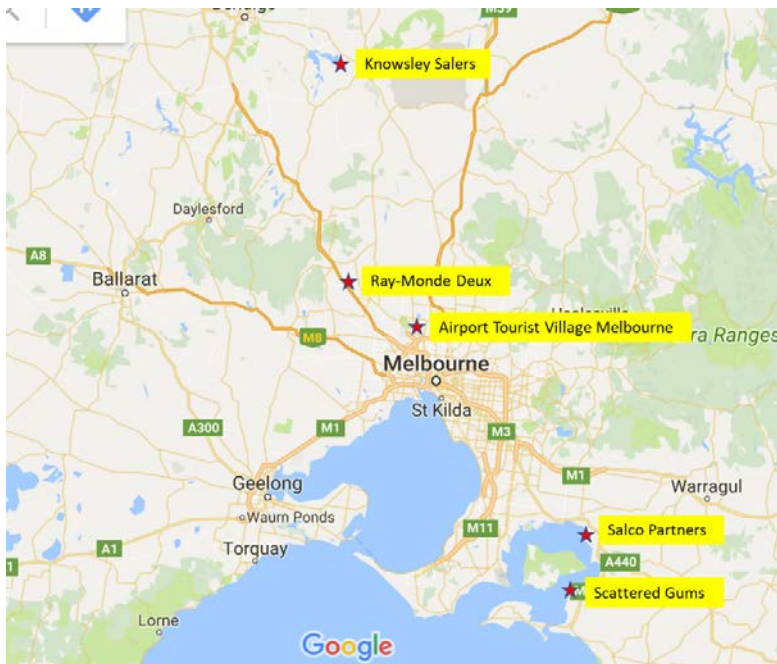 M39
Knowsley Salers
Daylesford
A8
Ray-Monde Deux
Ballarat
Airport Tourist Village Melbourne
M8
Ranges
Melbourne
St Kilda
A300
M1
M3
M1
Geelong
Warragul
Waurn Ponds
M11
Salco Partners
A1
Torquay
A440
Scattered Gums
Lorne
Google